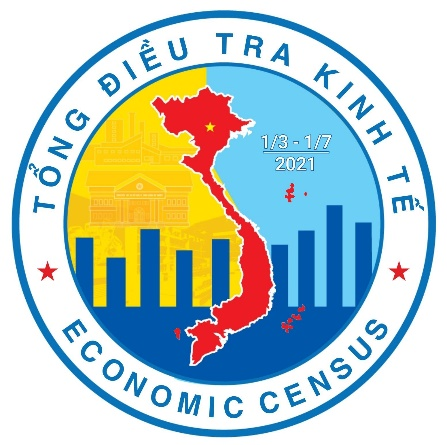 TỔNG ĐIỀU TRA KINH TẾ
1/3 - 1/7
2021
ECONOMIC CENSUS